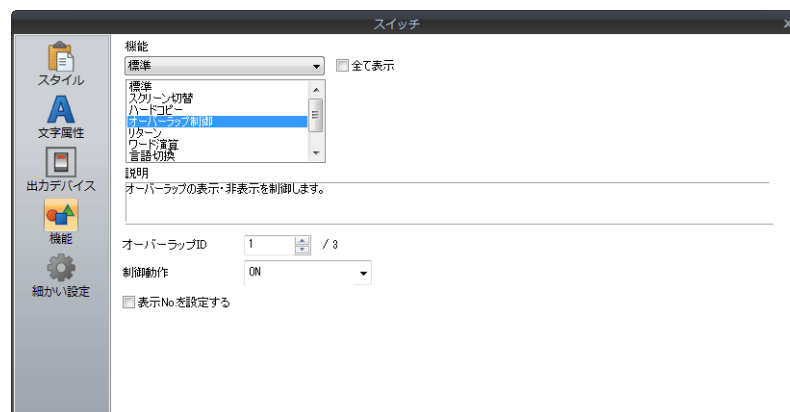 スイッチ
スタイル
文字属性
出力デバイス
機能
細かい設定
機能
標準
全て表示
標準
スクリーン切替
ハードコピー
オーバーラップ制御
リターン
ワード演算
言語切換
説明
オーバーラップの表示・非表示を制御します。
オーバーラップID 1 / 3
制御動作 ON
表示No.を設定する